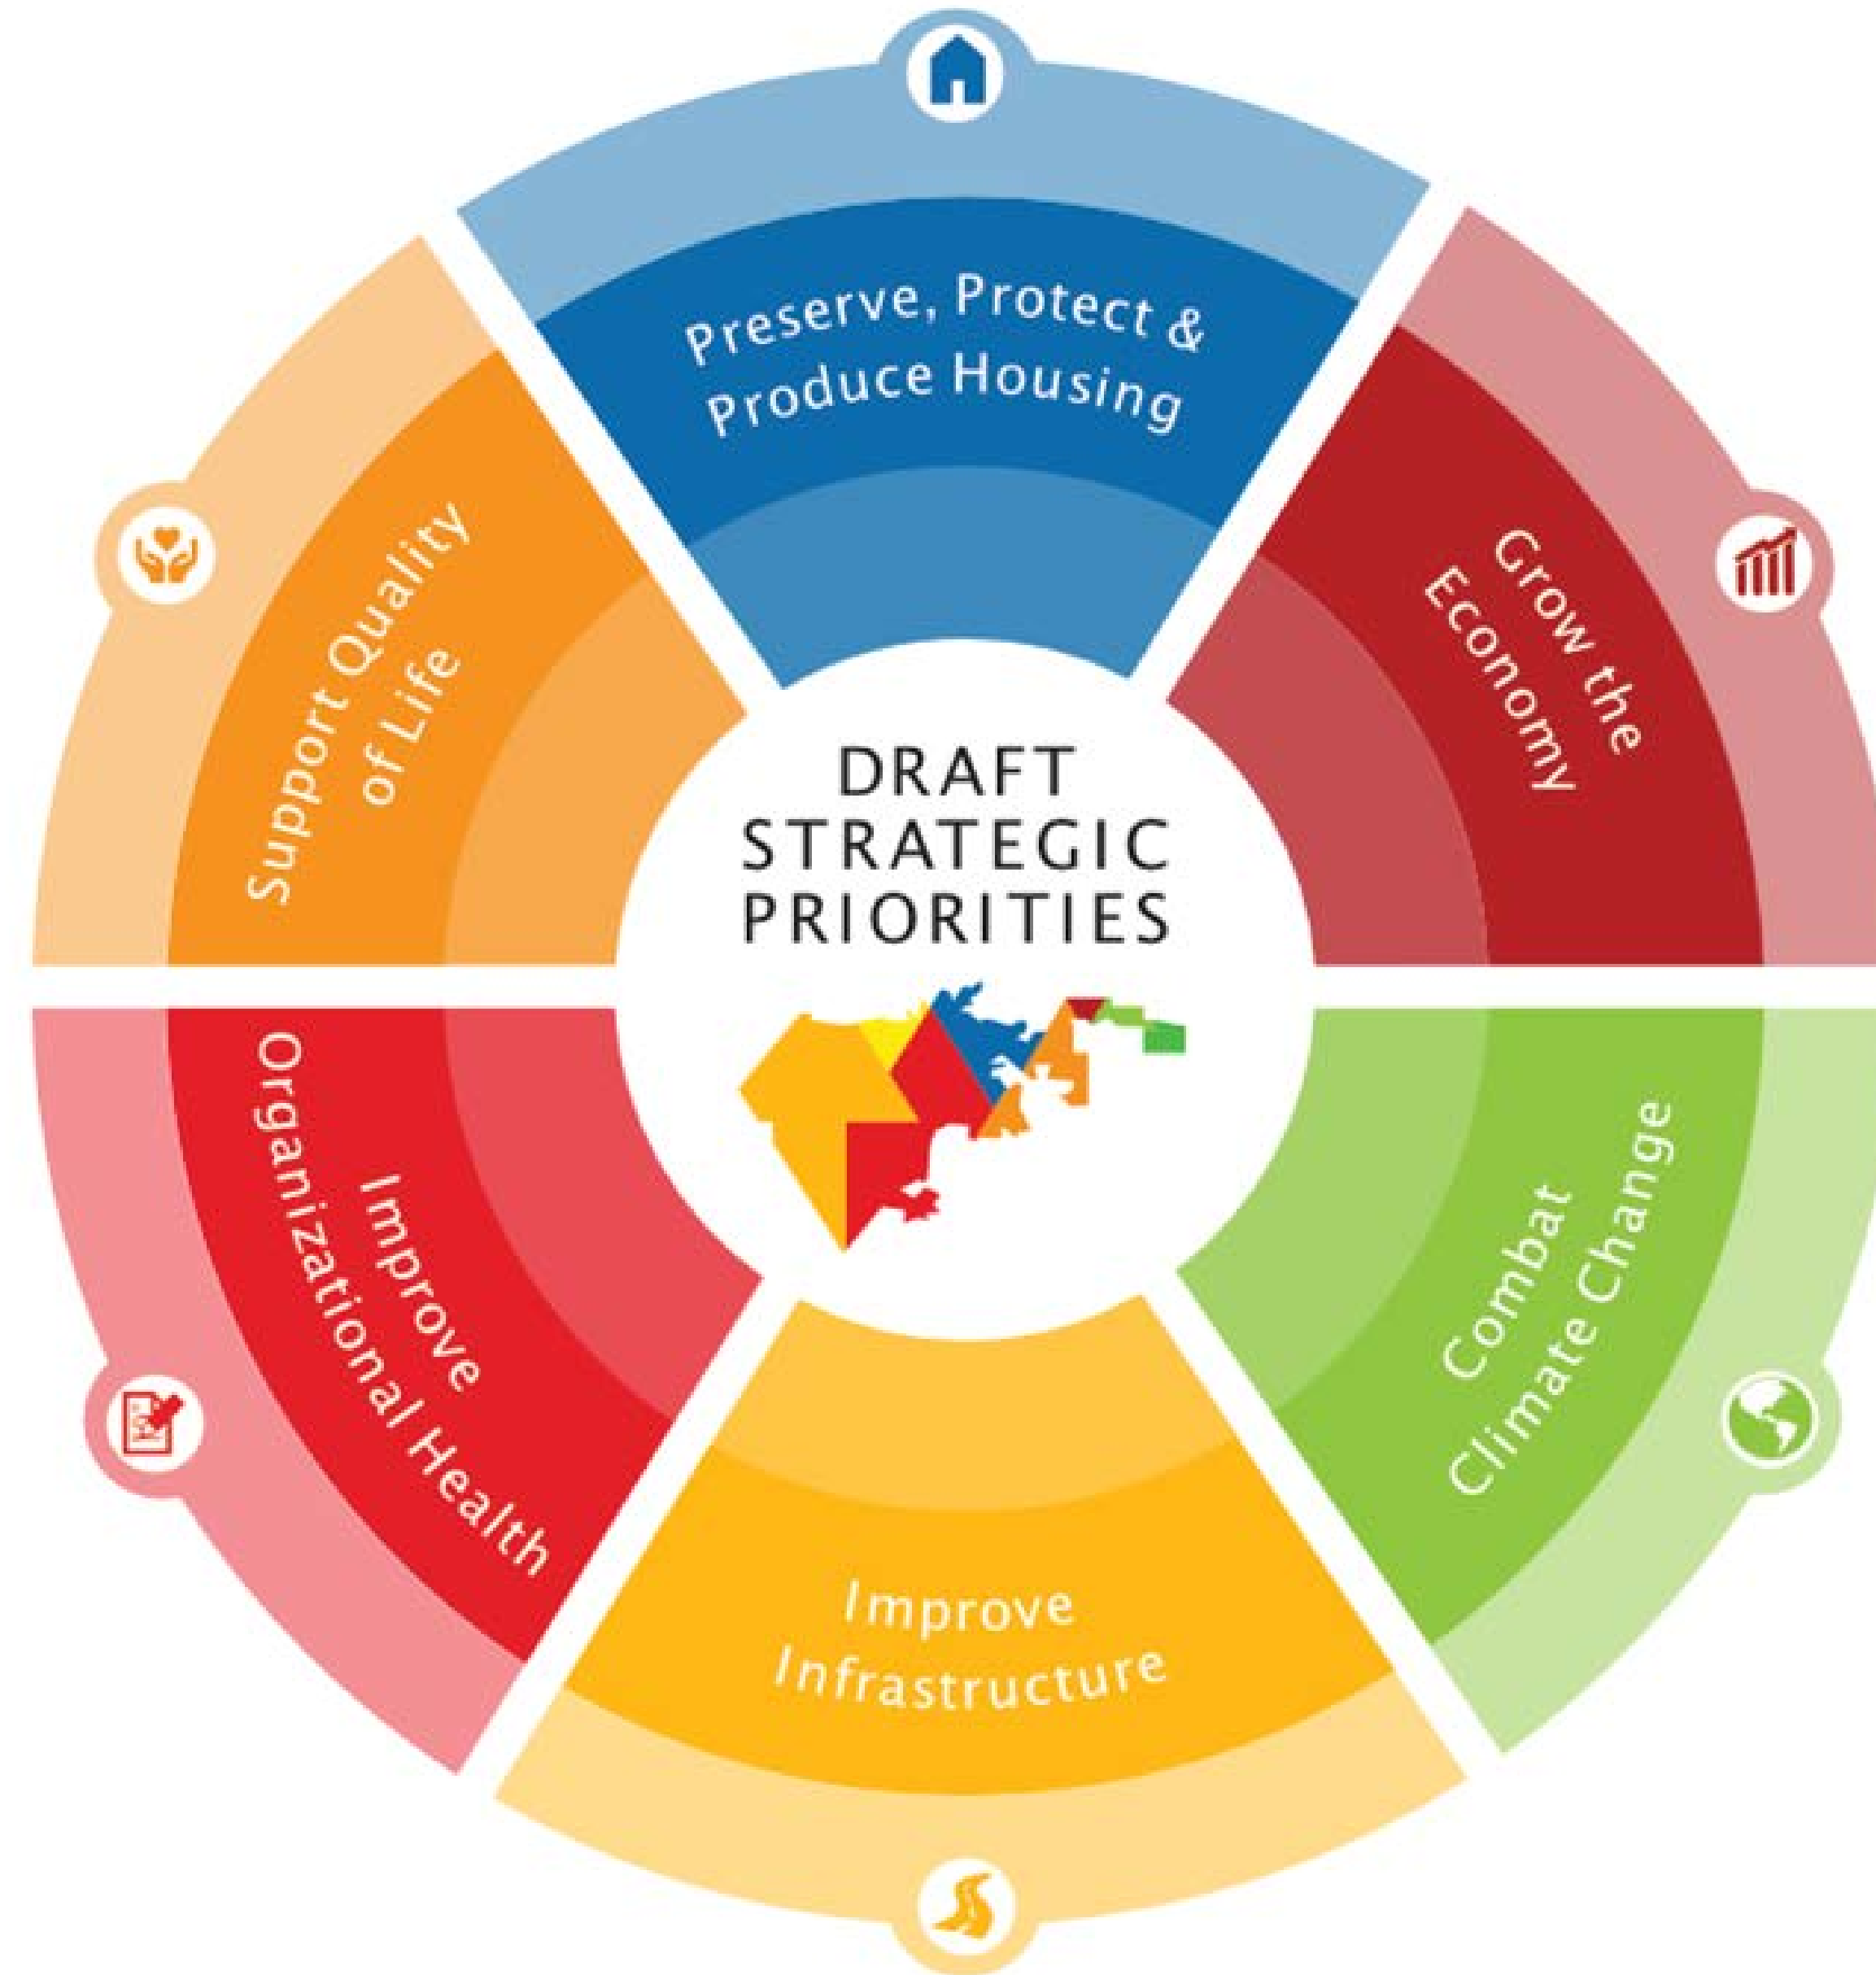 Preserve, Protect &
Produce Housing
Grow the
Economy
Combat
Climate Change
Improve
Infrastructure
Improve
Organizational Health
Support Quality
of Life
DRAFT
STRATEGIC
PRIORITIES